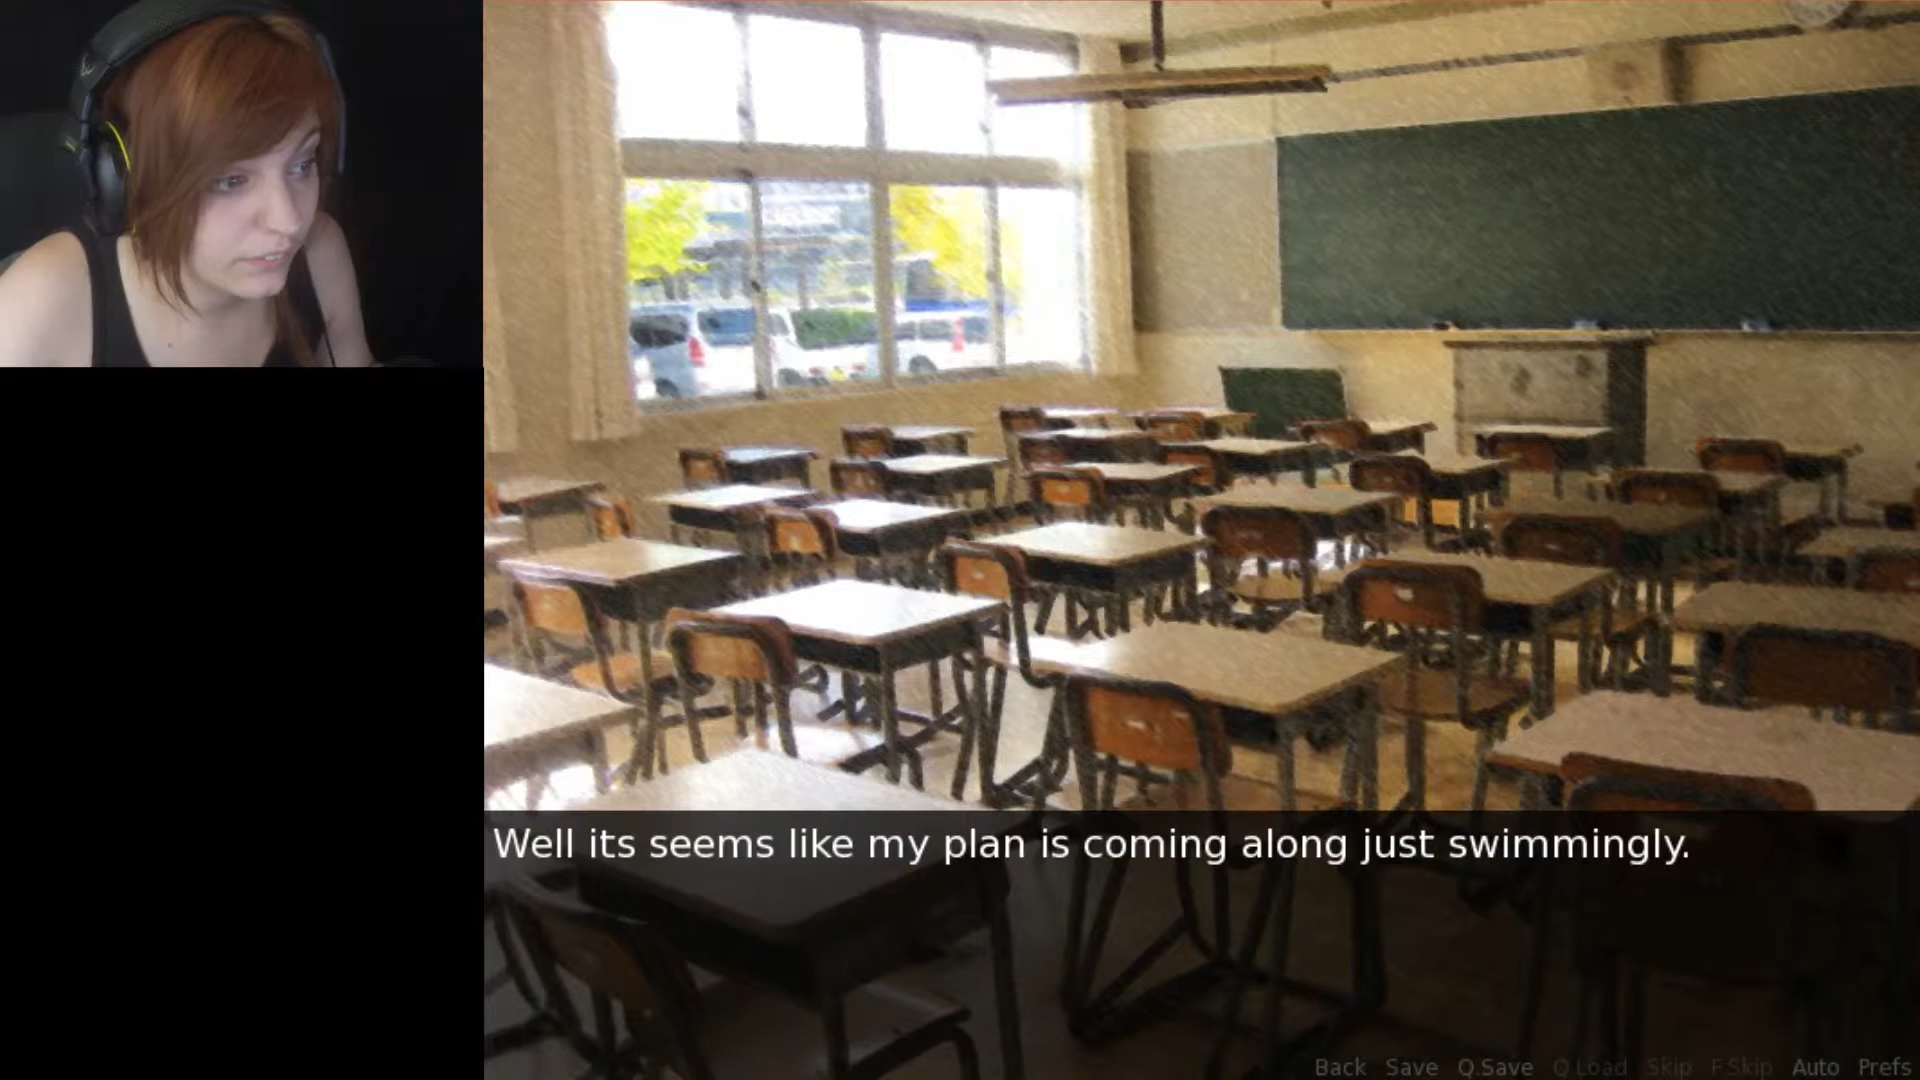 Well its seems like my plan is coming along just swimmingly.
Back Save Q.Save Q.Load Skip F.Skip Auto Prefs